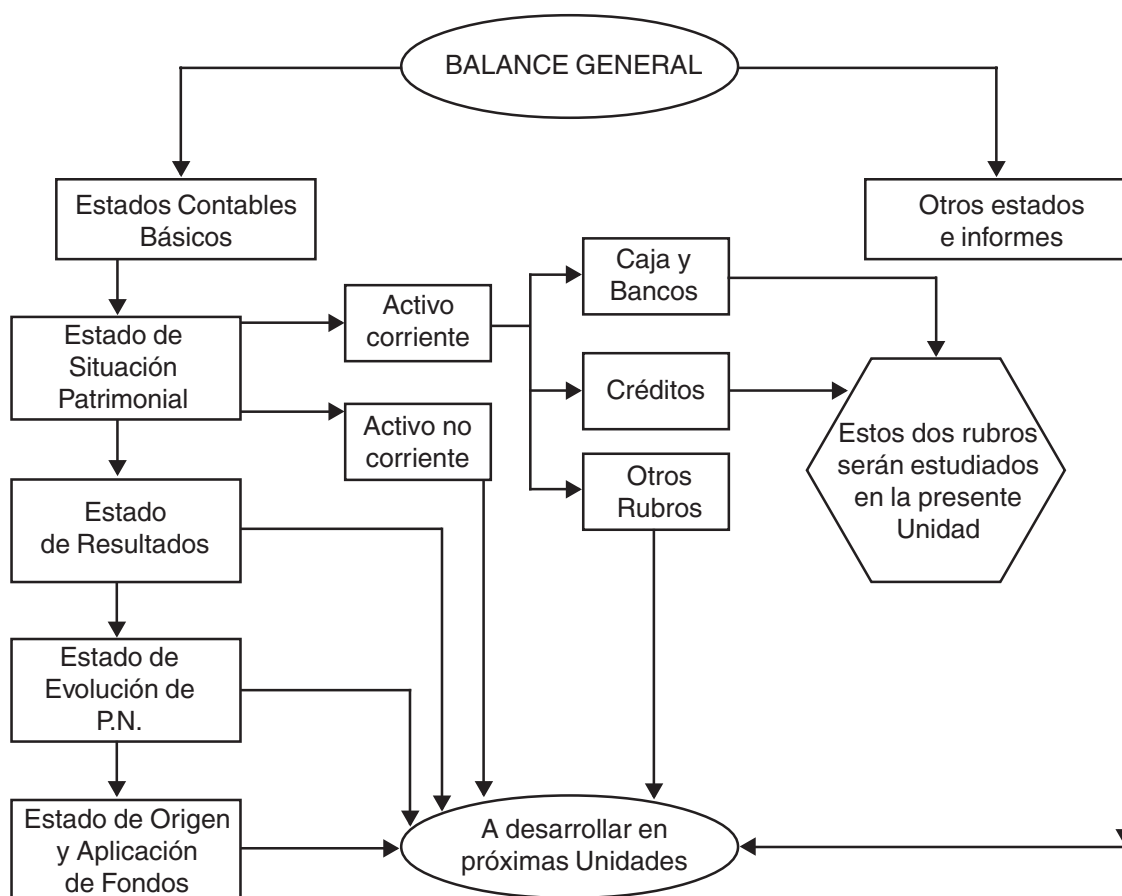 BALANCE GENERAL
Estados Contables
Básicos
Otros estados
e informes
Caja y
Bancos
Activo
corriente
Estado de
Situación
Patrimonial
Créditos
Activo no
corriente
Estos dos rubros
serán estudiados
en la presente
Unidad
Otros
Rubros
Estado
de Resultados
Estado de
Evolución de
P.N.
Estado de Origen
y Aplicación
de Fondos
A desarrollar en
próximas Unidades